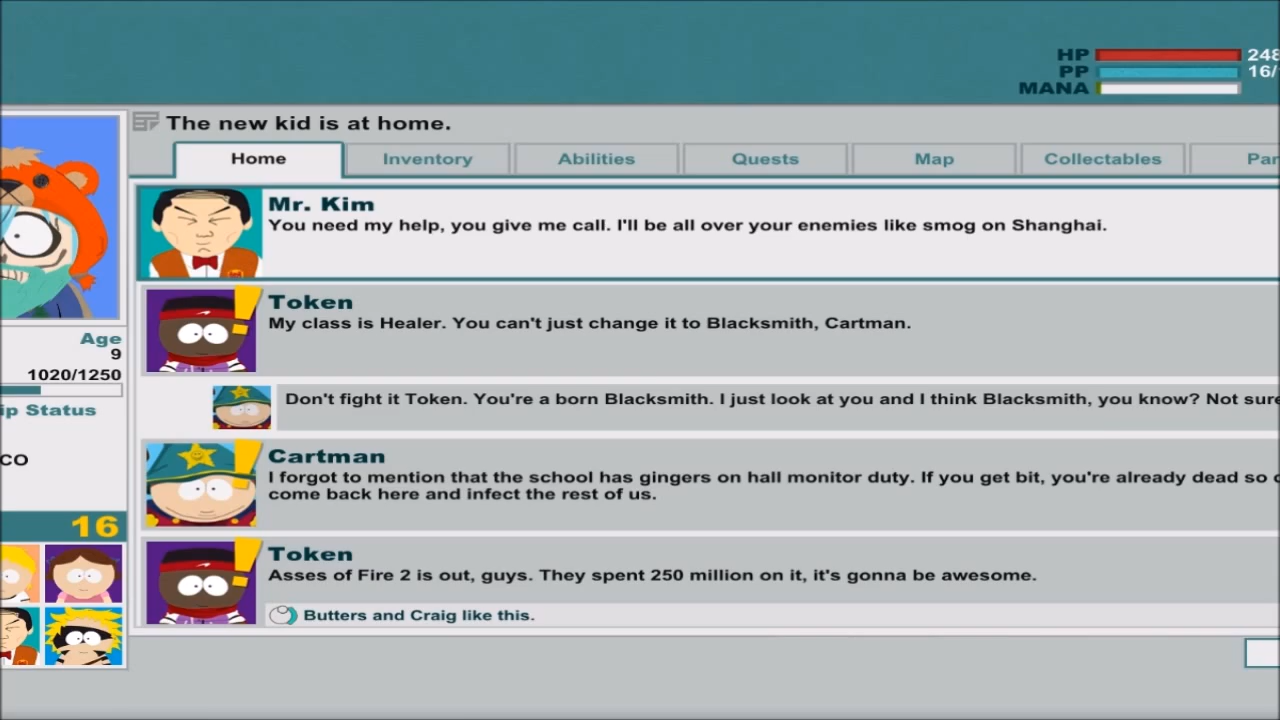 HP 248
PP 16/
MANA
The new kid is at home.
Home Inventory Abilities Quests Map Collectables Par
Mr. Kim
You need my help, you give me call. I'll be all over your enemies like smog on Shanghai.
Token
My class is Healer. You can't just change it to Blacksmith, Cartman.
Don't fight it Token. You're a born Blacksmith. I just look at you and I think Blacksmith, you know? Not sure
Cartman
I forgot to mention that the school has gingers on hall monitor duty. If you get bit, you're already dead so
come back here and infect the rest of us.
Token
Asses of Fire 2 is out, guys. They spent 250 million on it, it's gonna be awesome.
Butters and Craig like this.
Age
9
1020/1250
ip Status
CO
16